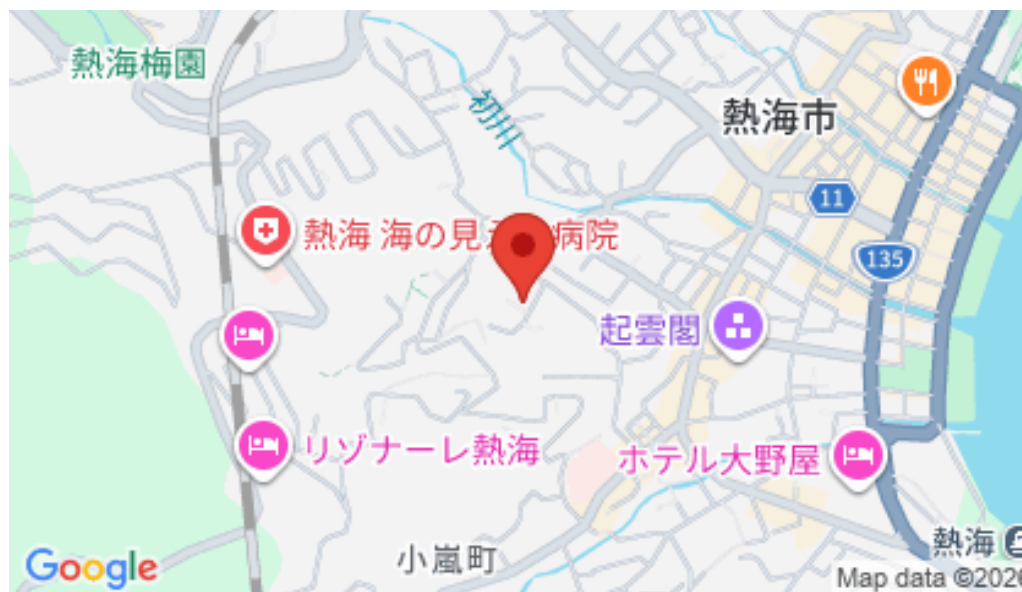 熱海梅園
初川
熱海市
11
熱海 海の見え 病院
135
起雲閣
リゾナーレ熱海
ホテル大野屋
小嵐町
熱海
Google
Map data ©2026